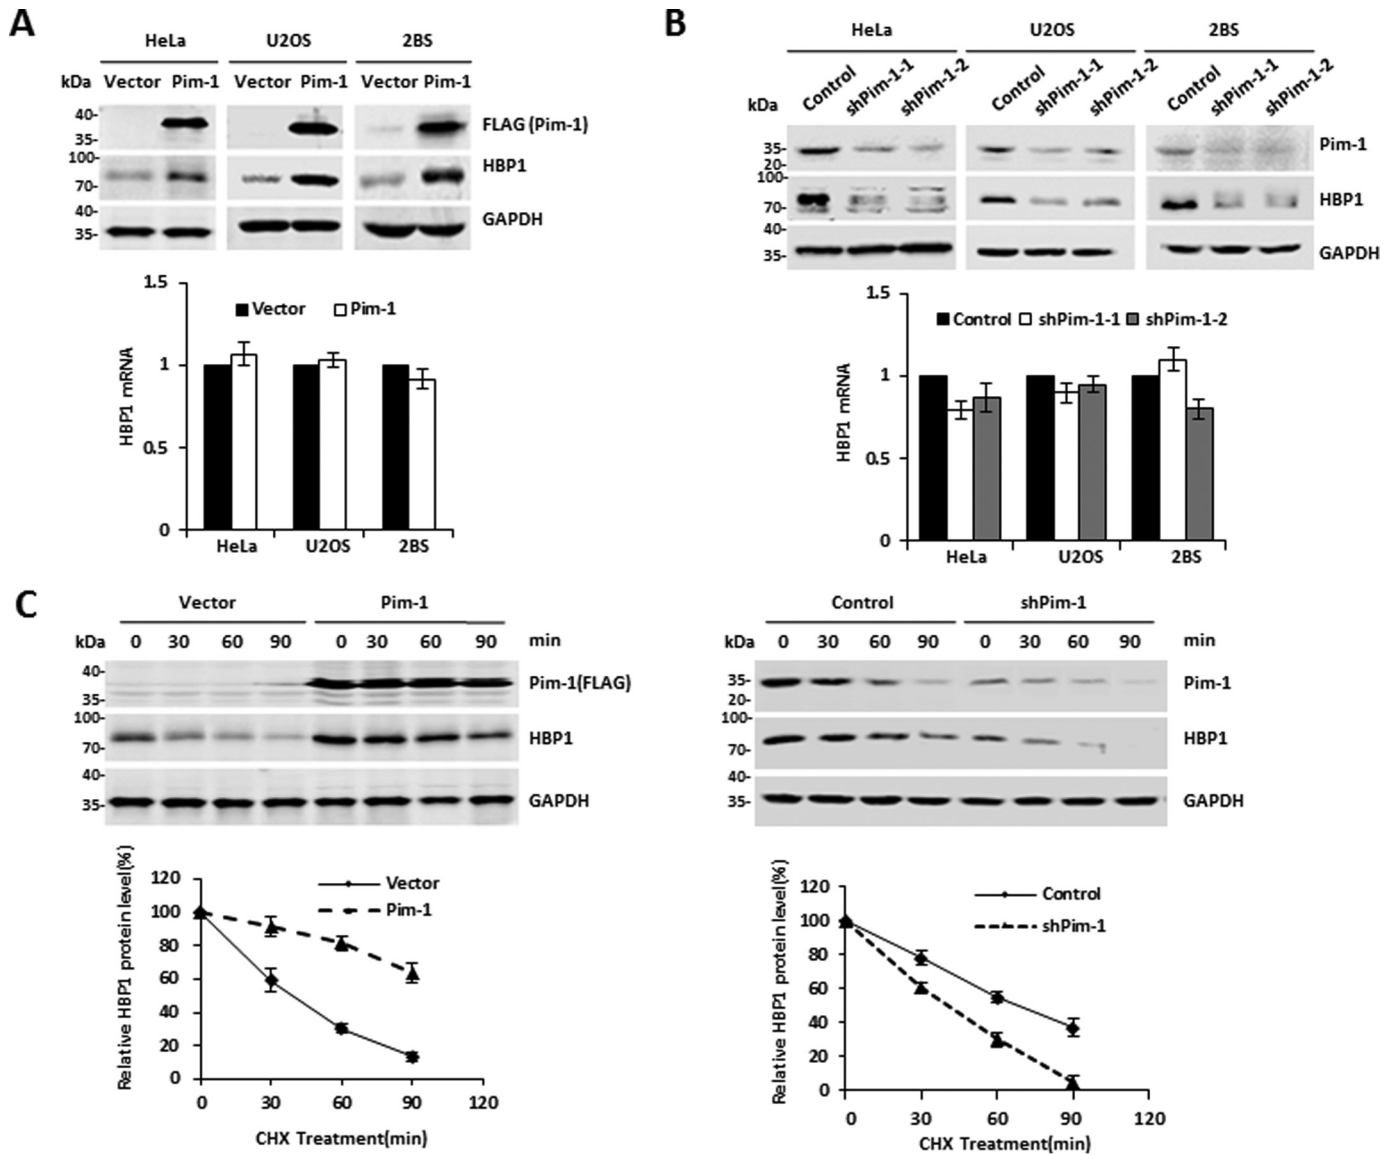 A
HeLa U2OS 2BS
kDa Vector Pim-1 Vector Pim-1 Vector Pim-1
40- FLAG (Pim-1)
35-
100- HBP1
70-
40- GAPDH
35-
1.5
Vector Pim-1
1
HBP1 mRNA
0.5
0
HeLa U2OS 2BS
B
HeLa U2OS 2BS
kDa Control shPim-1-1 shPim-1-2 Control shPim-1-1 shPim-1-2 Control shPim-1-1 shPim-1-2
35- Pim-1
20-
100-
70- HBP1
40-
35- GAPDH
1.5
Control shPim-1-1 shPim-1-2
1
HBP1 mRNA
0.5
0
HeLa U2OS 2BS
C
Vector Pim-1
kDa 0 30 60 90 0 30 60 90 min
40- Pim-1(FLAG)
35-
100-
70- HBP1
40-
35- GAPDH
Relative HBP1 protein level(%)
120
100
80
60
40
20
0
Vector
Pim-1
0 30 60 90 120
CHX Treatment(min)
Control shPim-1
kDa 0 30 60 90 0 30 60 90 min
35- Pim-1
20-
100-
70- HBP1
40-
35- GAPDH
Relative HBP1 protein level(%)
120
100
80
60
40
20
0
Control
shPim-1
0 30 60 90 120
CHX Treatment(min)